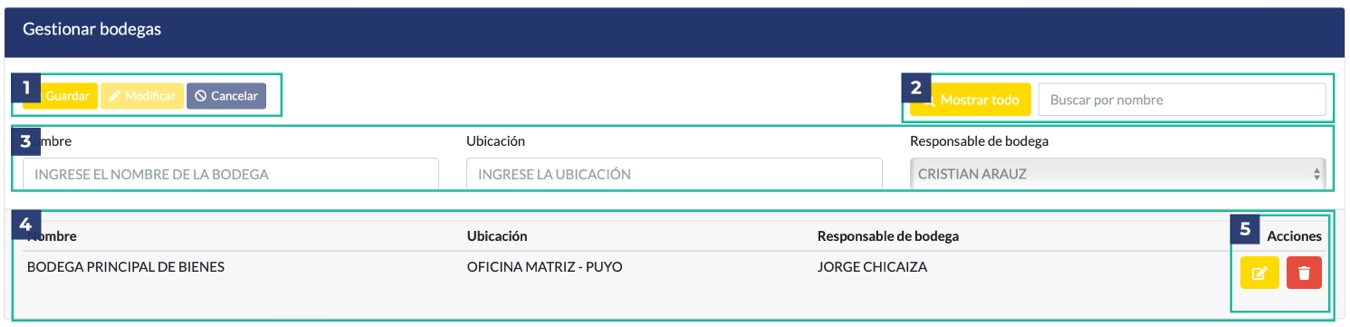 Gestionar bodegas
1 Guardar Modificar Cancelar 2 Mostrar todo Buscar por nombre
3 mbre Ubicación Responsable de bodega
INGRESE EL NOMBRE DE LA BODEGA INGRESE LA UBICACIÓN CRISTIAN ARAUZ
4 ombre Ubicación Responsable de bodega 5 Acciones
BODEGA PRINCIPAL DE BIENES OFICINA MATRIZ - PUYO JORGE CHICAIZA